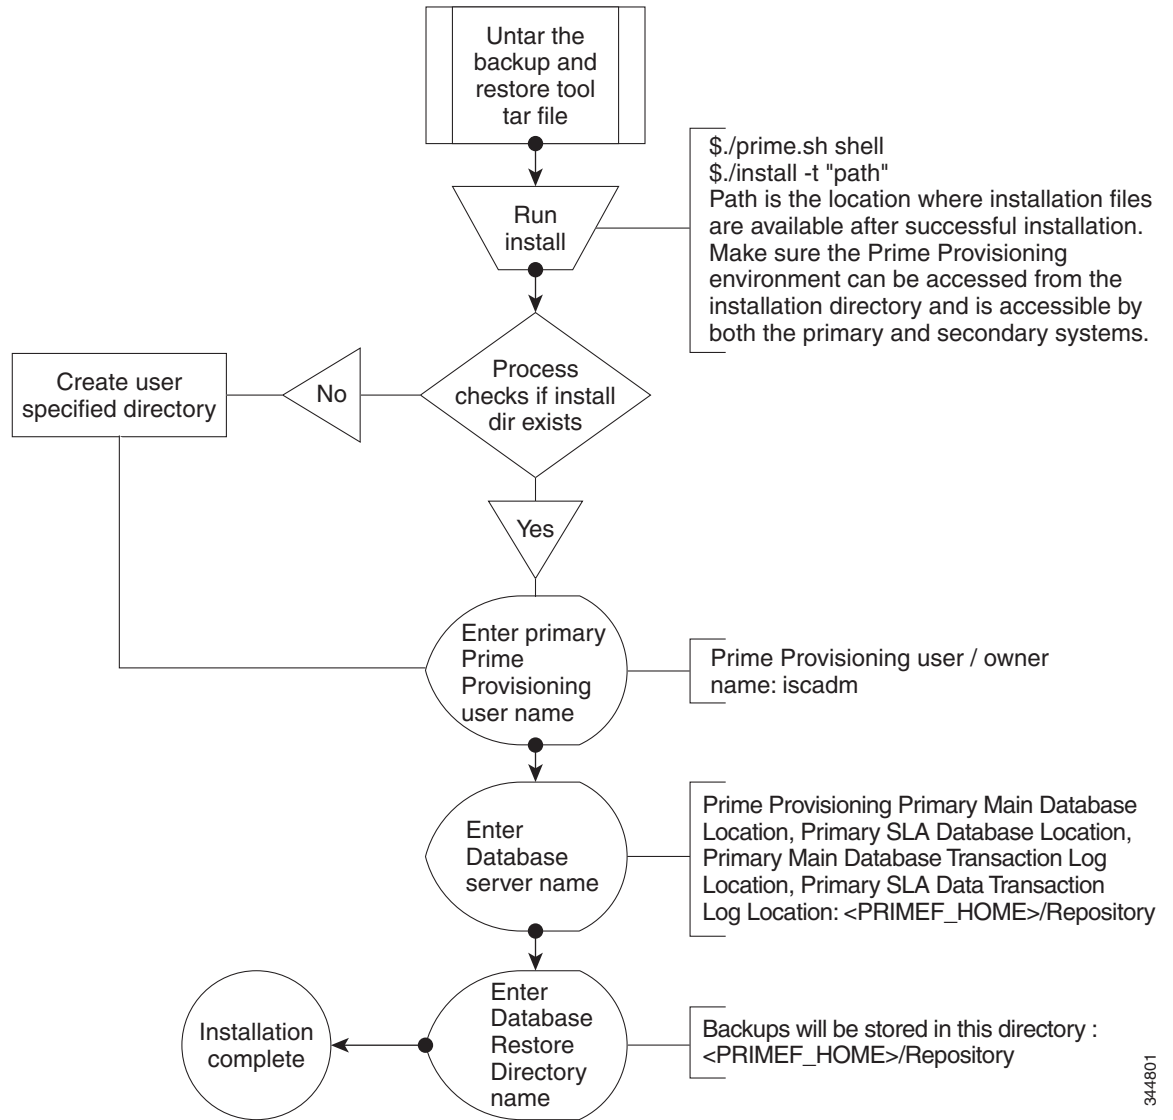 Untar the
backup and
restore tool
tar file
$./prime.sh shell
$./install -t "path"
Path is the location where installation files
are available after successful installation.
Make sure the Prime Provisioning
environment can be accessed from the
installation directory and is accessible by
both the primary and secondary systems.
Run
install
Process
checks if install
dir exists
No
Create user
specified directory
Yes
Enter primary
Prime
Provisioning
user name
Prime Provisioning user / owner
name: iscadm
Enter
Database
server name
Prime Provisioning Primary Main Database
Location, Primary SLA Database Location,
Primary Main Database Transaction Log
Location, Primary SLA Data Transaction
Log Location: <PRIMEF_HOME>/Repository
Enter
Database
Restore
Directory
name
Backups will be stored in this directory :
<PRIMEF_HOME>/Repository
Installation
complete
344801